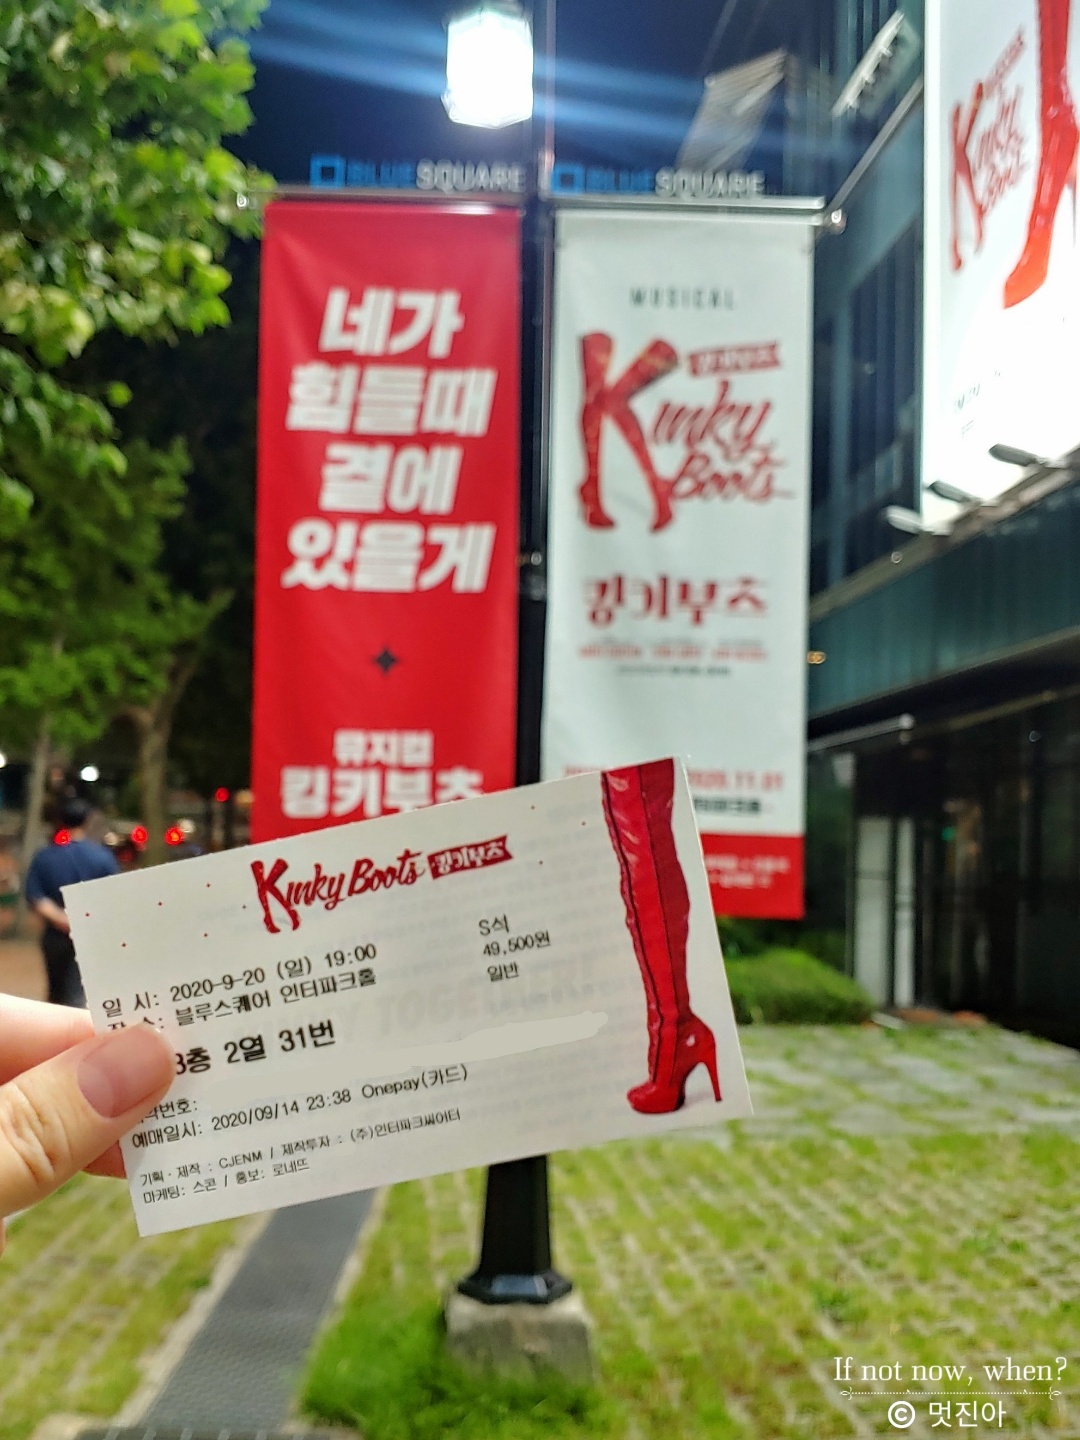 BLUESQUARE
BLUESQUARE
네가
힘들때
곁에
있을게
뮤지컬
킹키부츠
MUSICAL
킹키부츠
Kinky
Boots
킹키부츠
2020.11.01
Kinky
Boots
Kinky Boots 킹키부츠
일 시: 2020-9-20 (일) 19:00
블루스퀘어 인터파크홀
3층 2열 31번
S석
49,500원
일반
예매일시: 2020/09/14 23:38 Onepay(카드)
기획·제작 : CJENM / 제작투자 : (주)인터파크씨어터
마케팅: 스콘 / 홍보: 로네뜨
If not now, when?
© 멋진아